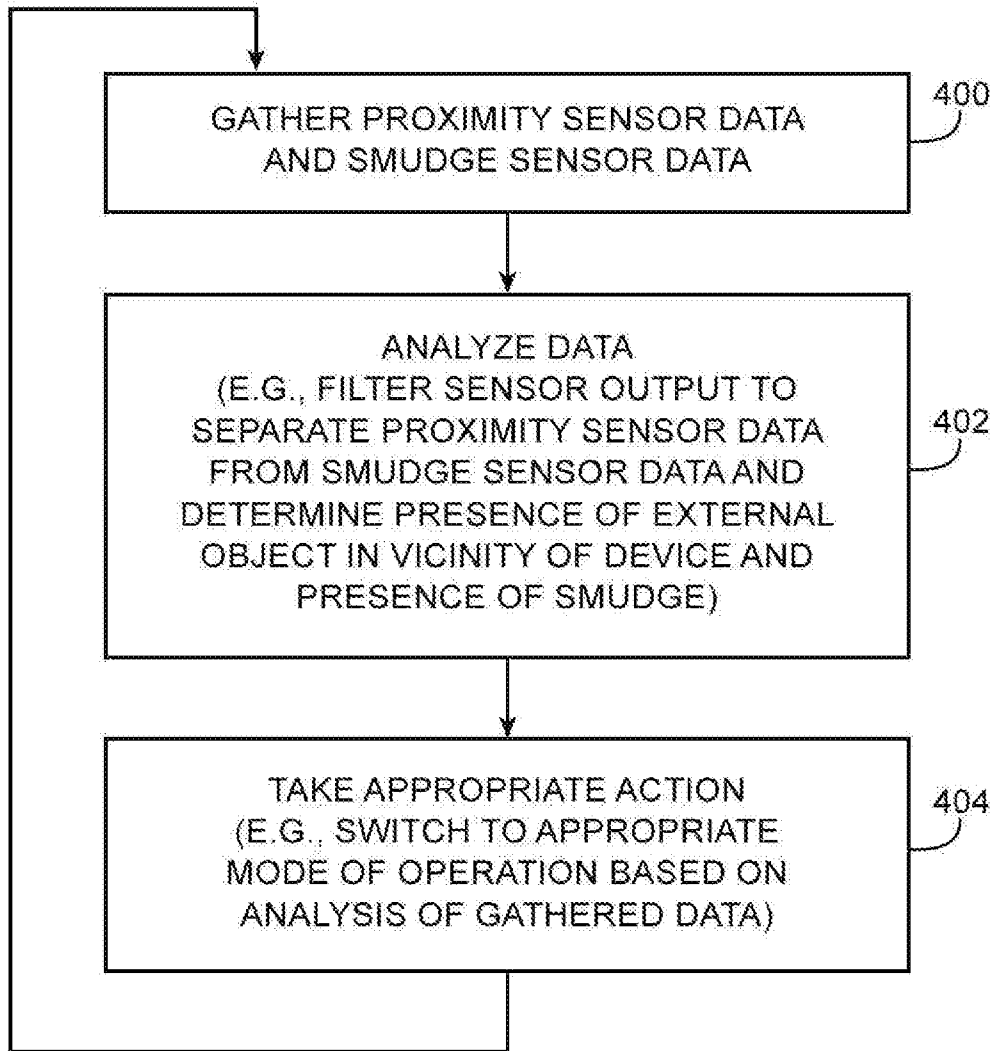 GATHER PROXIMITY SENSOR DATA
AND SMUDGE SENSOR DATA
400
ANALYZE DATA
(E.G., FILTER SENSOR OUTPUT TO
SEPARATE PROXIMITY SENSOR DATA
FROM SMUDGE SENSOR DATA AND
DETERMINE PRESENCE OF EXTERNAL
OBJECT IN VICINITY OF DEVICE AND
PRESENCE OF SMUDGE)
402
TAKE APPROPRIATE ACTION
(E.G., SWITCH TO APPROPRIATE
MODE OF OPERATION BASED ON
ANALYSIS OF GATHERED DATA)
404